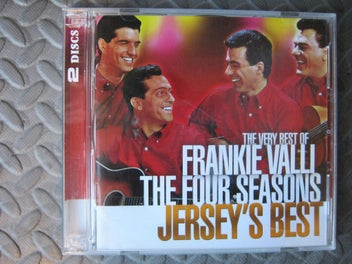 2 DISCS
THE VERY BEST OF
FRANKIE VALLI
THE FOUR SEASONS
JERSEY'S BEST